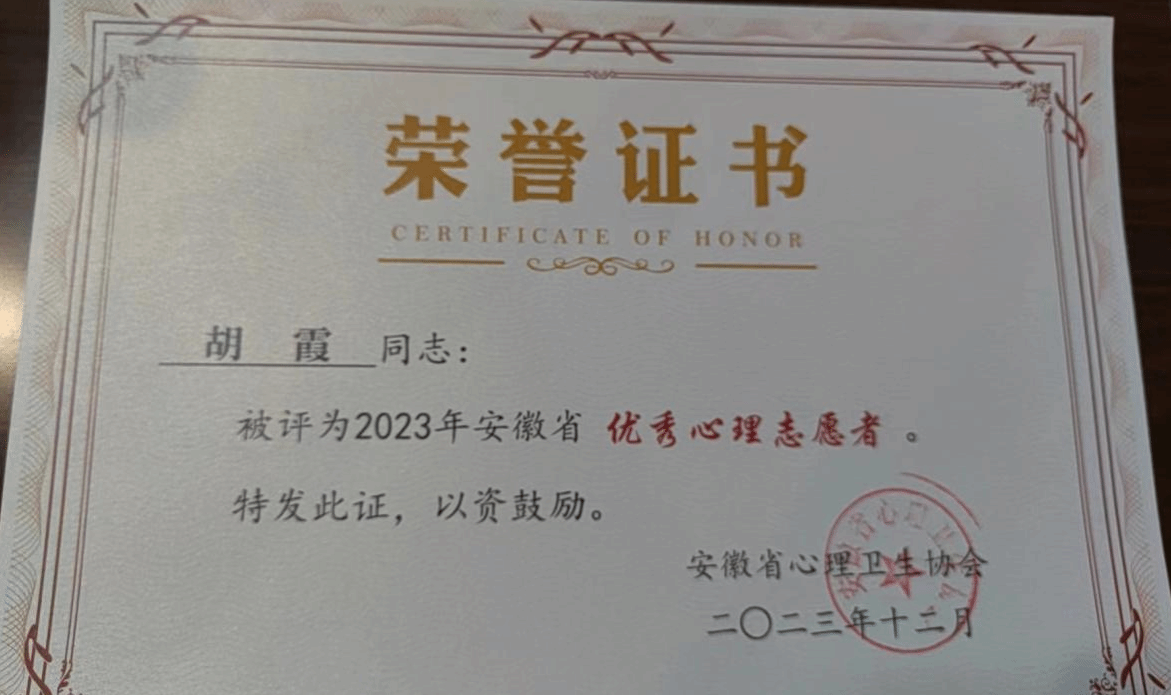 荣誉证书
CERTIFICATE OF HONOR
胡 霞 同志：
被评为2023年安徽省 优秀心理志愿者 。
特发此证，以资鼓励。
安徽省心理卫生协会
二〇二三年十二月